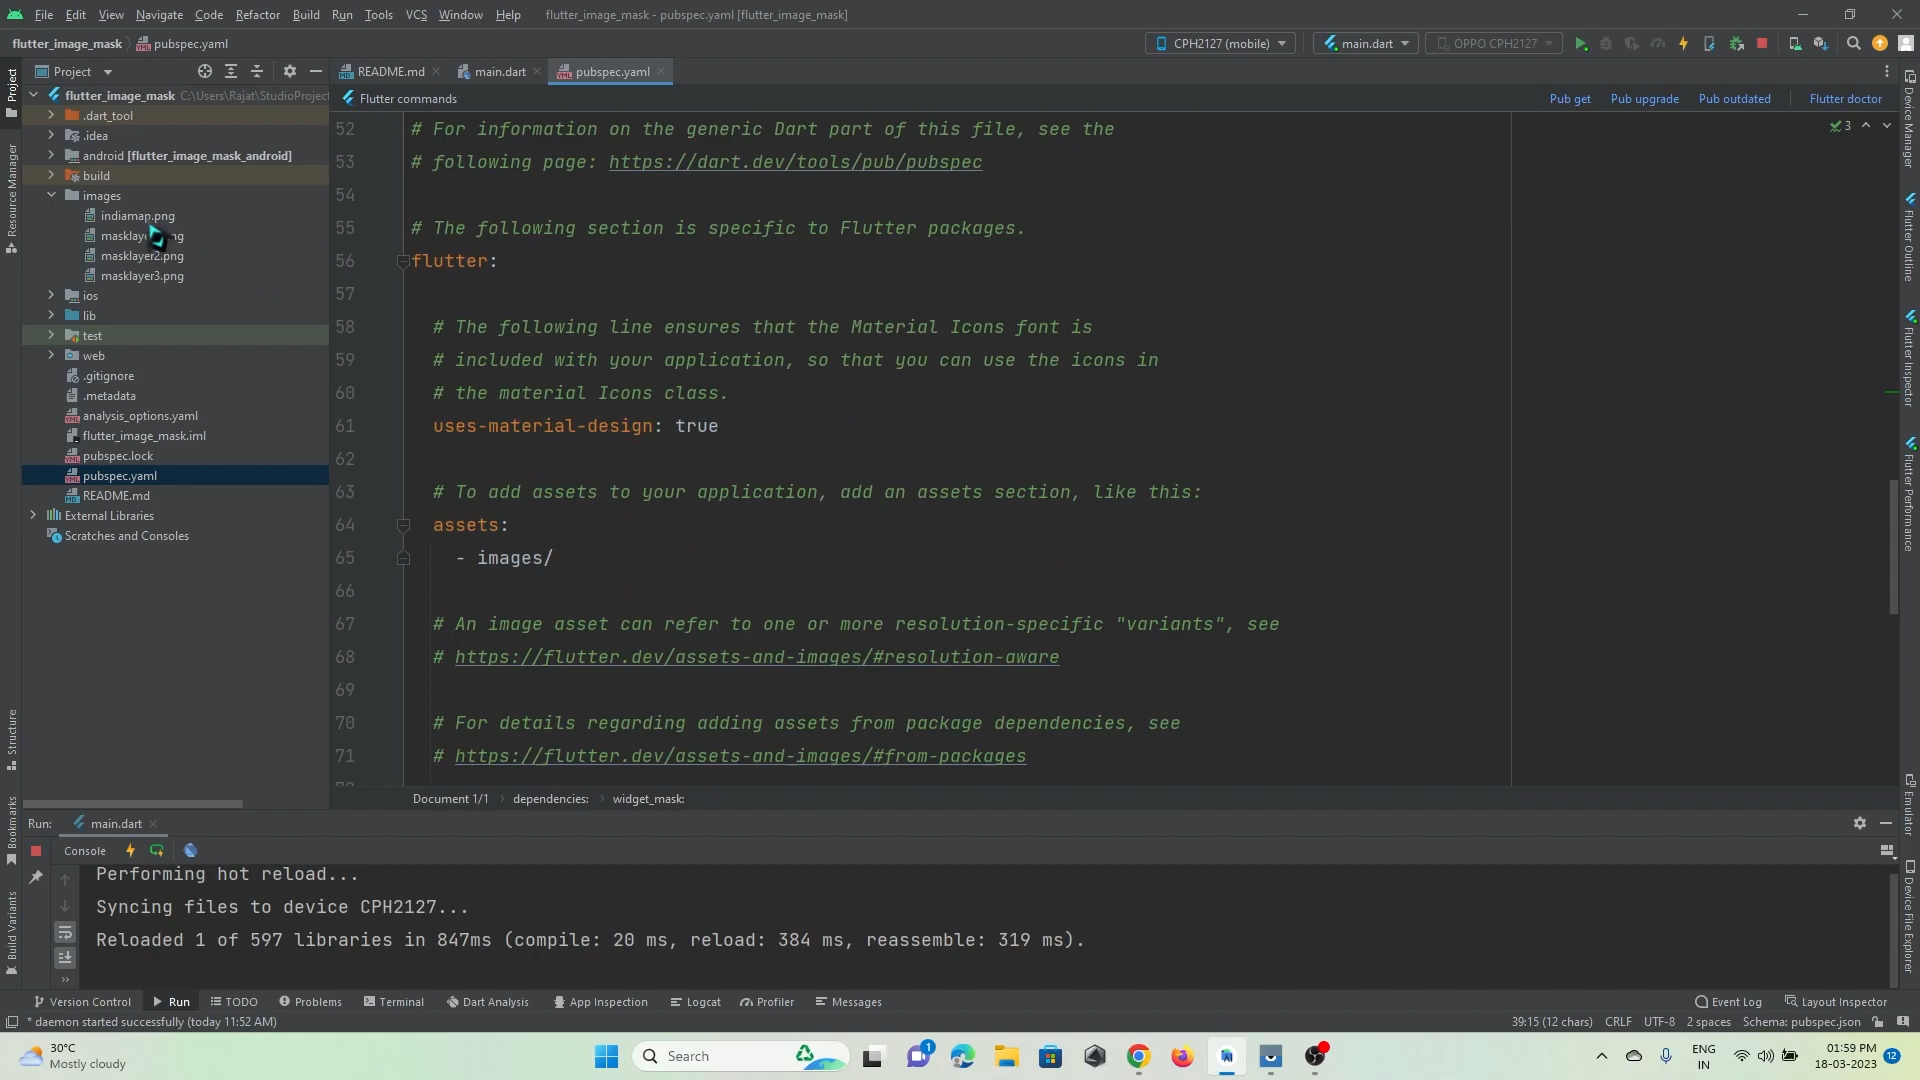 File Edit View Navigate Code Refactor Build Run Tools VCS Window Help flutter_image_mask - pubspec.yaml [flutter_image_mask]
flutter_image_mask pubspec.yaml CPH2127 (mobile) main.dart OPPO CPH2127
Project README.md main.dart pubspec.yaml
Flutter commands Pub get Pub upgrade Pub outdated Flutter doctor
flutter_image_mask C:\Users\Rajat\StudioProject
.dart_tool
.idea
android [flutter_image_mask_android]
build
images
indiamap.png
masklay ng
masklayer2.png
masklayer3.png
ios
lib
test
web
.gitignore
.metadata
analysis_options.yaml
flutter_image_mask.iml
pubspec.lock
pubspec.yaml
README.md
External Libraries
Scratches and Consoles
52 # For information on the generic Dart part of this file, see the
53 # following page: https://dart.dev/tools/pub/pubspec
54
55 # The following section is specific to Flutter packages.
56 flutter:
57
58 # The following line ensures that the Material Icons font is
59 # included with your application, so that you can use the icons in
60 # the material Icons class.
61 uses-material-design: true
62
63 # To add assets to your application, add an assets section, like this:
64 assets:
65 - images/
66
67 # An image asset can refer to one or more resolution-specific "variants", see
68 # https://flutter.dev/assets-and-images/#resolution-aware
69
70 # For details regarding adding assets from package dependencies, see
71 # https://flutter.dev/assets-and-images/#from-packages
3
Document 1/1 dependencies: widget_mask:
Project
Resource Manager
Structure
Bookmarks
Build Variants
Device Manager
Flutter Outline
Flutter Inspector
Flutter Performance
Emulator
Device File Explorer
Run: main.dart
Console
Performing hot reload...
Syncing files to device CPH2127...
Reloaded 1 of 597 libraries in 847ms (compile: 20 ms, reload: 384 ms, reassemble: 319 ms).
Version Control Run TODO Problems Terminal Dart Analysis App Inspection Logcat Profiler Messages Event Log Layout Inspector
* daemon started successfully (today 11:52 AM) 39:15 (12 chars) CRLF UTF-8 2 spaces Schema: pubspec.json
30°C
Mostly cloudy
Search
1
ENG
IN
01:59 PM
18-03-2023
12